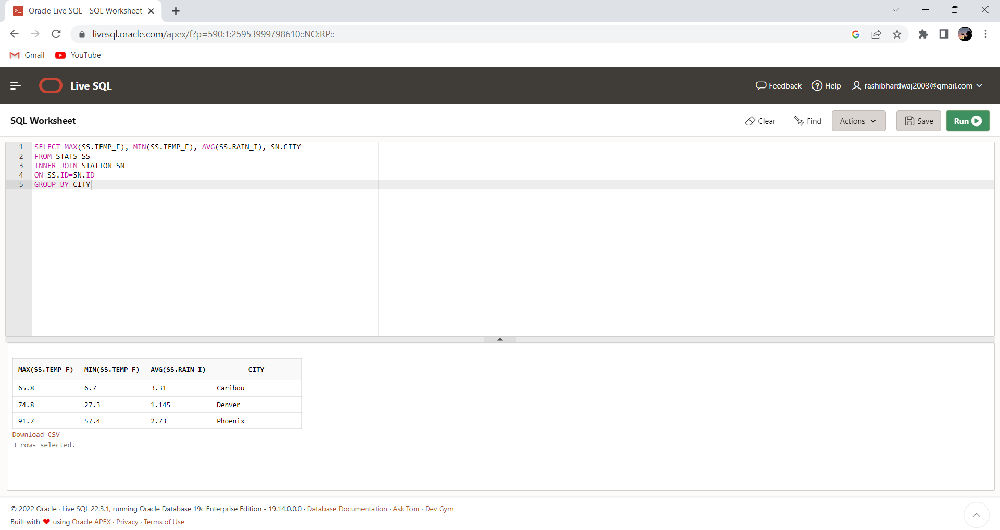 Oracle Live SQL - SQL Worksheet
livesql.oracle.com/apex/f?p=590:1:25953999798610::NO:RP::
Gmail YouTube
Live SQL Feedback Help rashibhardwaj2003@gmail.com
SQL Worksheet Clear Find Actions Save Run
1 SELECT MAX(SS.TEMP_F), MIN(SS.TEMP_F), AVG(SS.RAIN_I), SN.CITY
2 FROM STATS SS
3 INNER JOIN STATION SN
4 ON SS.ID=SN.ID
5 GROUP BY CITY
MAX(SS.TEMP_F) MIN(SS.TEMP_F) AVG(SS.RAIN_I) CITY
65.8 6.7 3.31 Caribou
74.8 27.3 1.145 Denver
91.7 57.4 2.73 Phoenix
Download CSV
3 rows selected.
© 2022 Oracle · Live SQL 22.3.1, running Oracle Database 19c Enterprise Edition - 19.14.0.0.0 · Database Documentation · Ask Tom · Dev Gym
Built with ♥ using Oracle APEX · Privacy · Terms of Use